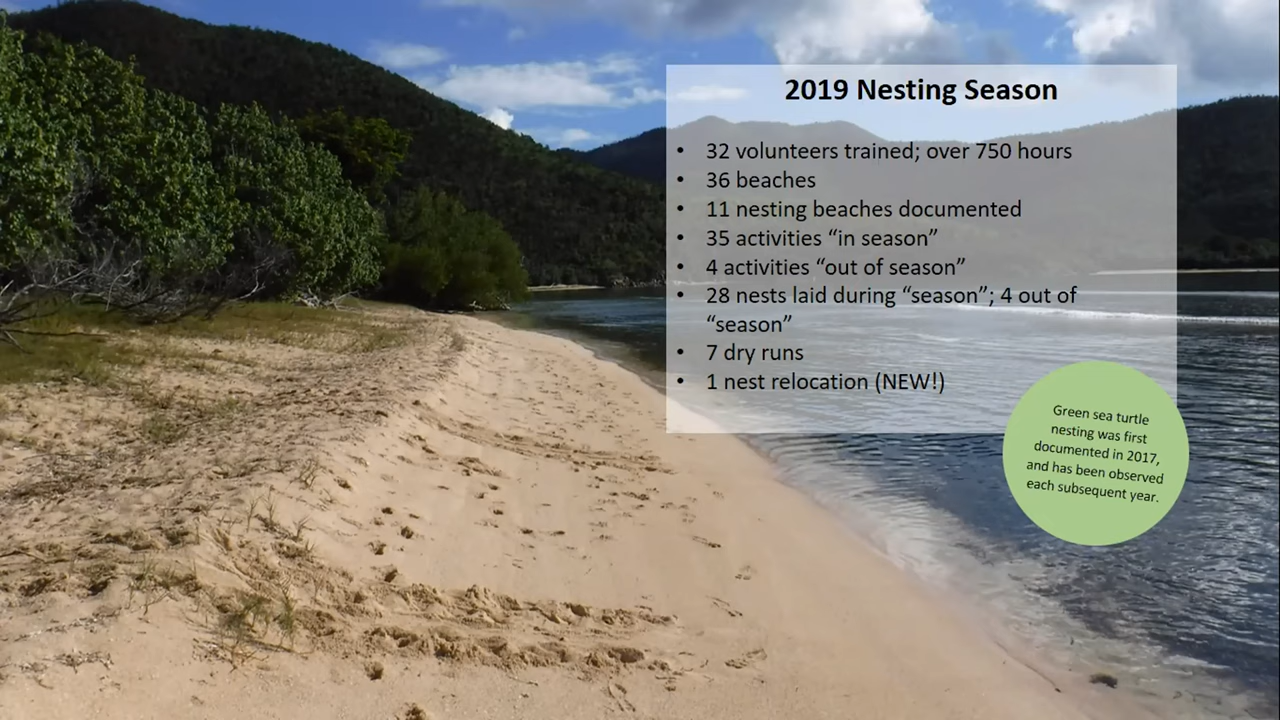 2019 Nesting Season
• 32 volunteers trained; over 750 hours
• 36 beaches
• 11 nesting beaches documented
• 35 activities “in season”
• 4 activities “out of season”
• 28 nests laid during “season”; 4 out of
“season”
• 7 dry runs
• 1 nest relocation (NEW!)
Green sea turtle
nesting was first
documented in 2017,
and has been observed
each subsequent year.